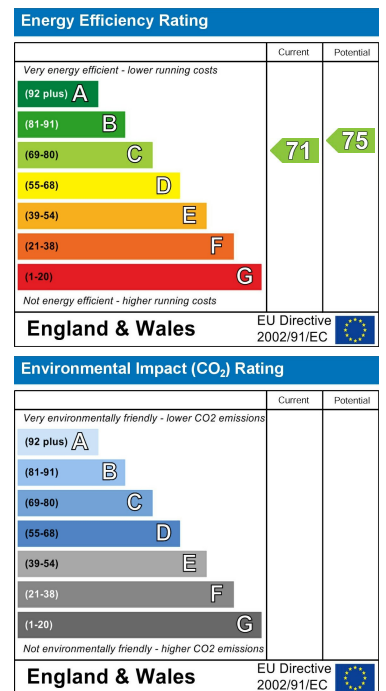 Energy Efficiency Rating
Current Potential
Very energy efficient - lower running costs
(92 plus) A
(81-91) B
(69-80) C
(55-68) D
(39-54) E
(21-38) F
(1-20) G
71 75
Not energy efficient - higher running costs
England & Wales
EU Directive
2002/91/EC
Environmental Impact (CO₂) Rating
Current Potential
Very environmentally friendly - lower CO2 emissions
(92 plus) A
(81-91) B
(69-80) C
(55-68) D
(39-54) E
(21-38) F
(1-20) G
Not environmentally friendly - higher CO2 emissions
England & Wales
EU Directive
2002/91/EC